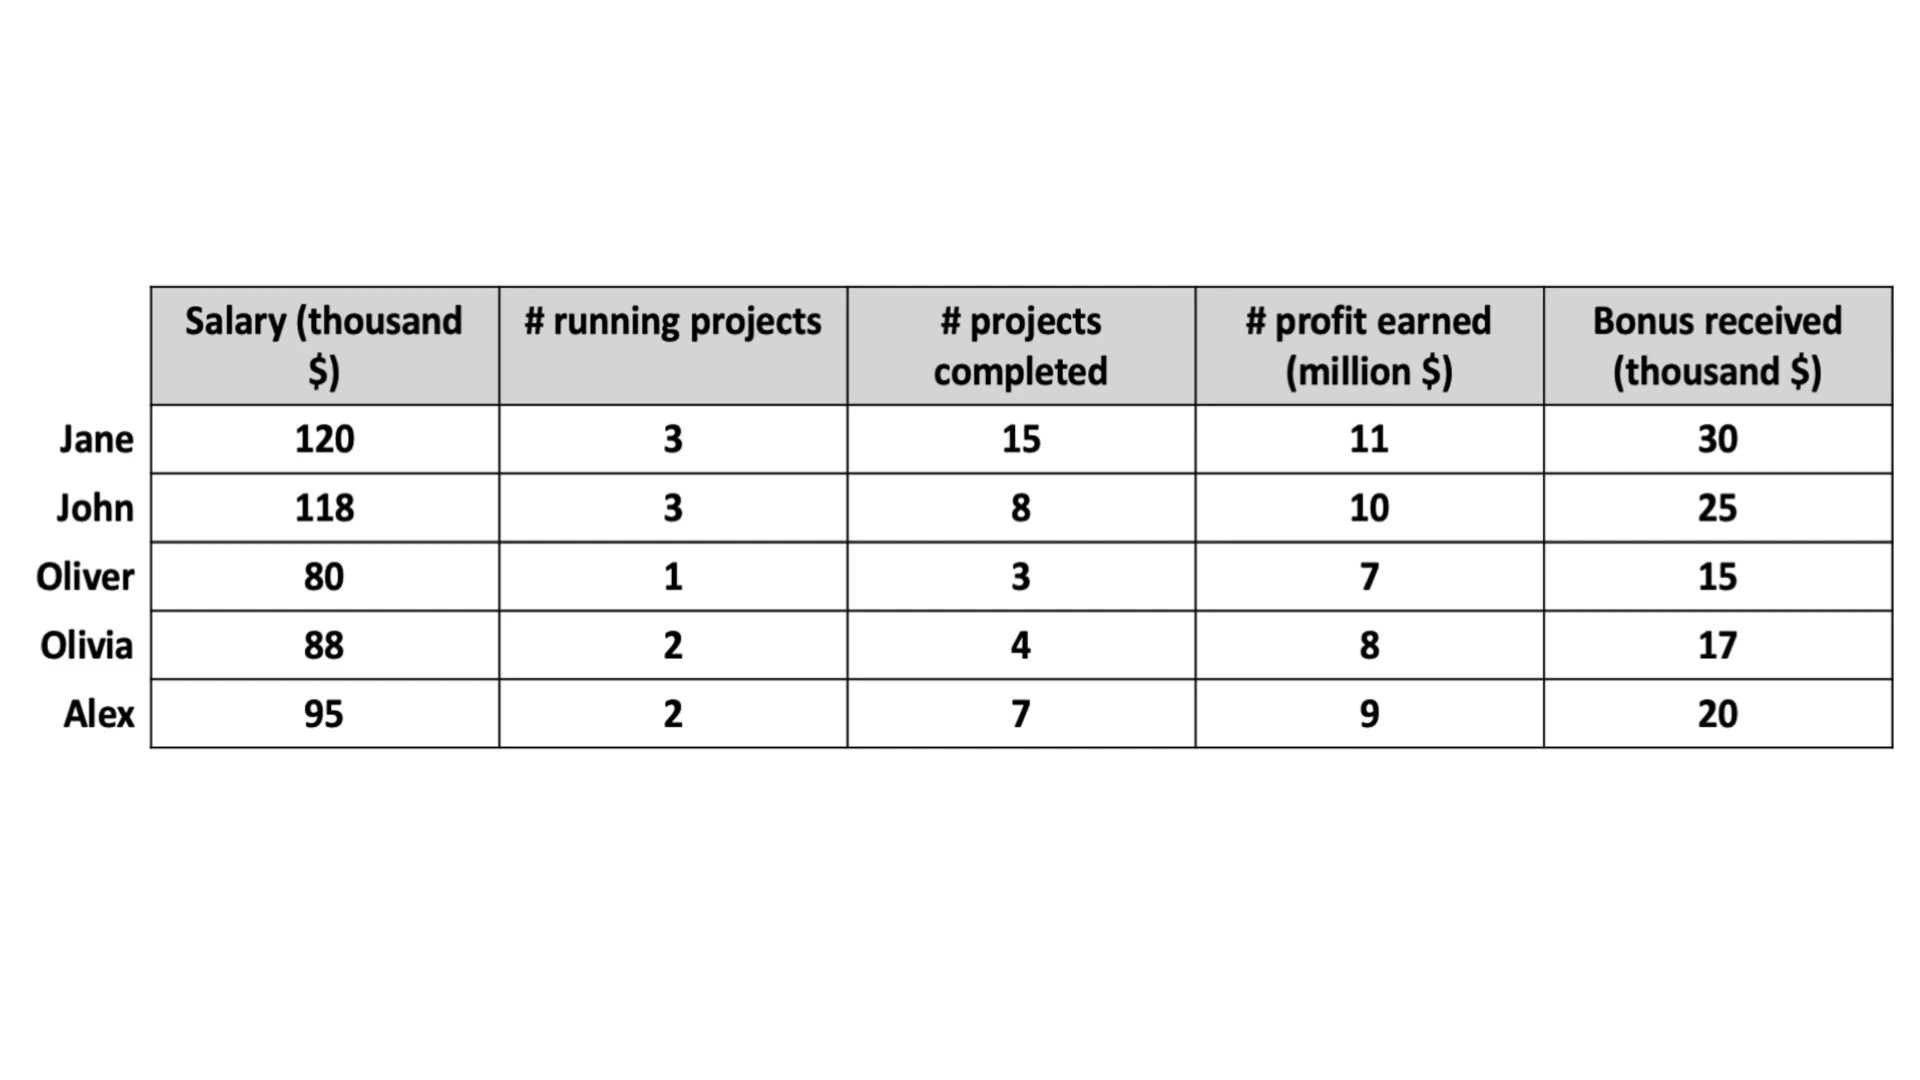 Salary (thousand $) # running projects # projects completed # profit earned (million $) Bonus received (thousand $)
Jane 120 3 15 11 30
John 118 3 8 10 25
Oliver 80 1 3 7 15
Olivia 88 2 4 8 17
Alex 95 2 7 9 20